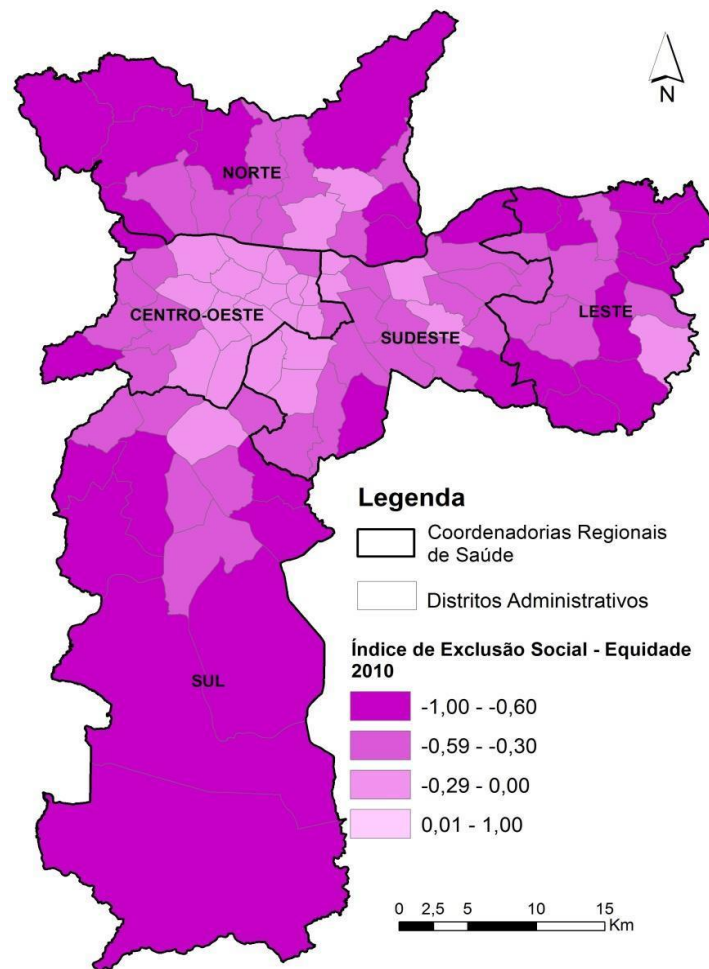 N
NORTE
CENTRO-OESTE
LESTE
SUDESTE
SUL
Legenda
Coordenadorias Regionais
de Saúde
Distritos Administrativos
Índice de Exclusão Social - Equidade
2010
-1,00 - -0,60
-0,59 - -0,30
-0,29 - 0,00
0,01 - 1,00
0 2,5 5 10 15
Km